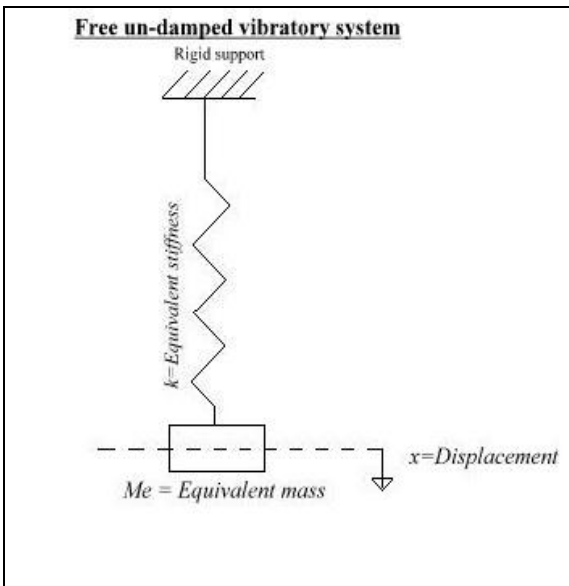 Free un-damped vibratory system
Rigid support
k=Equivalent stiffness
x=Displacement
Me = Equivalent mass